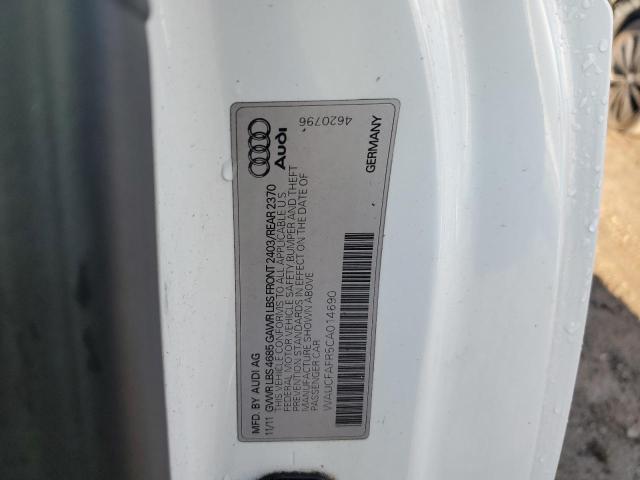 MFD. BY AUDI AG
11/11 GVWR LBS 4685 GAWR LBS FRONT 2403/REAR 2370
THIS VEHICLE CONFORMS TO ALL APPLICABLE U.S.
FEDERAL MOTOR VEHICLE SAFETY BUMPER AND THEFT
PREVENTION STANDARDS IN EFFECT ON THE DATE OF
MANUFACTURE SHOWN ABOVE
PASSENGER CAR
WAUCFAFR5CA014690
Audi
4620796
GERMANY